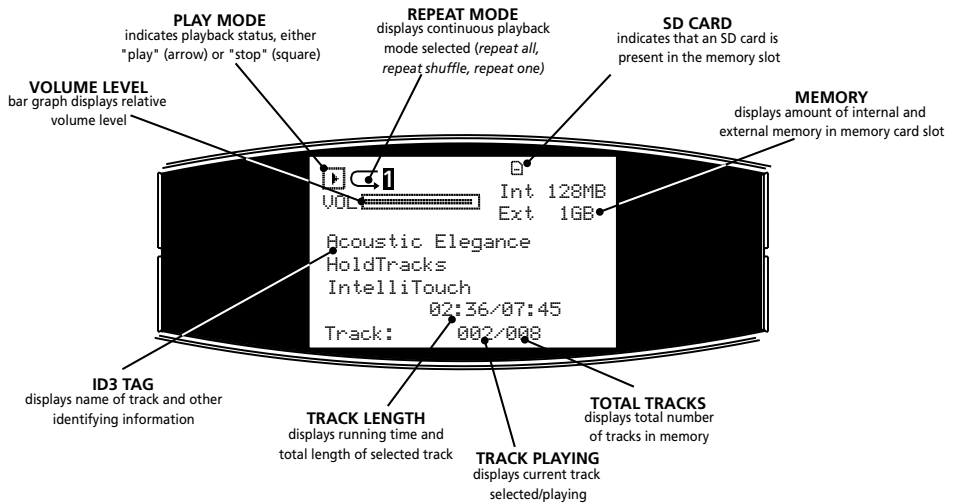 PLAY MODE
indicates playback status, either
"play" (arrow) or "stop" (square)
REPEAT MODE
displays continuous playback
mode selected (repeat all,
repeat shuffle, repeat one)
SD CARD
indicates that an SD card is
present in the memory slot
VOLUME LEVEL
bar graph displays relative
volume level
MEMORY
displays amount of internal and
external memory in memory card slot
1
VOL
Int 128MB
Ext 1GB
Acoustic Elegance
HoldTracks
IntelliTouch
02:36/07:45
Track: 002/008
ID3 TAG
displays name of track and other
identifying information
TRACK LENGTH
displays running time and
total length of selected track
TRACK PLAYING
displays current track
selected/playing
TOTAL TRACKS
displays total number
of tracks in memory